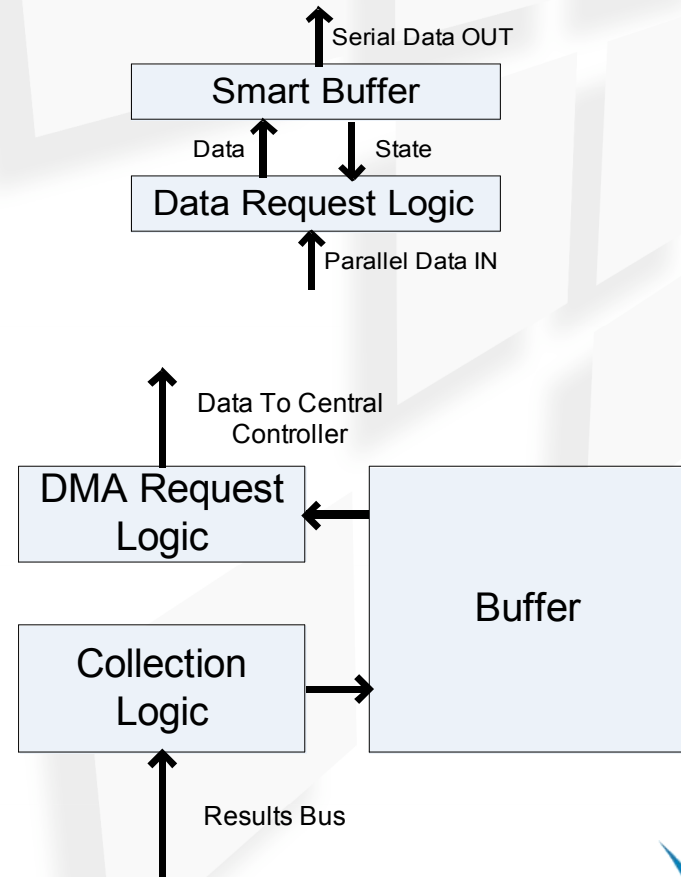 Serial Data OUT
Smart Buffer
Data
State
Data Request Logic
Parallel Data IN
Data To Central
Controller
DMA Request
Logic
Buffer
Collection
Logic
Results Bus